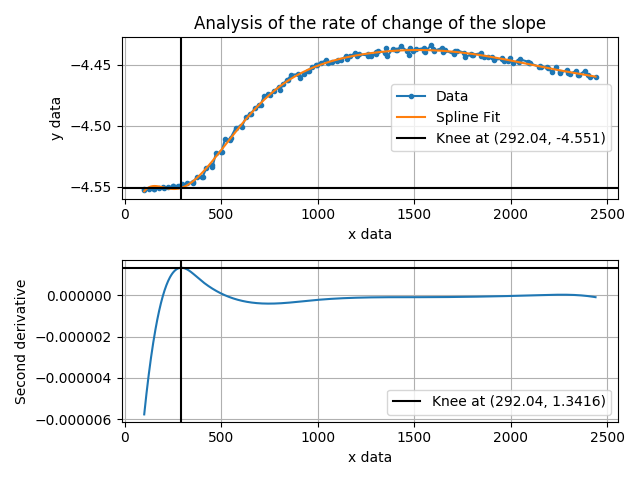 Analysis of the rate of change of the slope
y data
−4.45
−4.50
−4.55
Data
Spline Fit
Knee at (292.04, -4.551)
0 500 1000 1500 2000 2500
x data
Second derivative
0.000000
−0.000002
−0.000004
−0.000006
Knee at (292.04, 1.3416)
0 500 1000 1500 2000 2500
x data